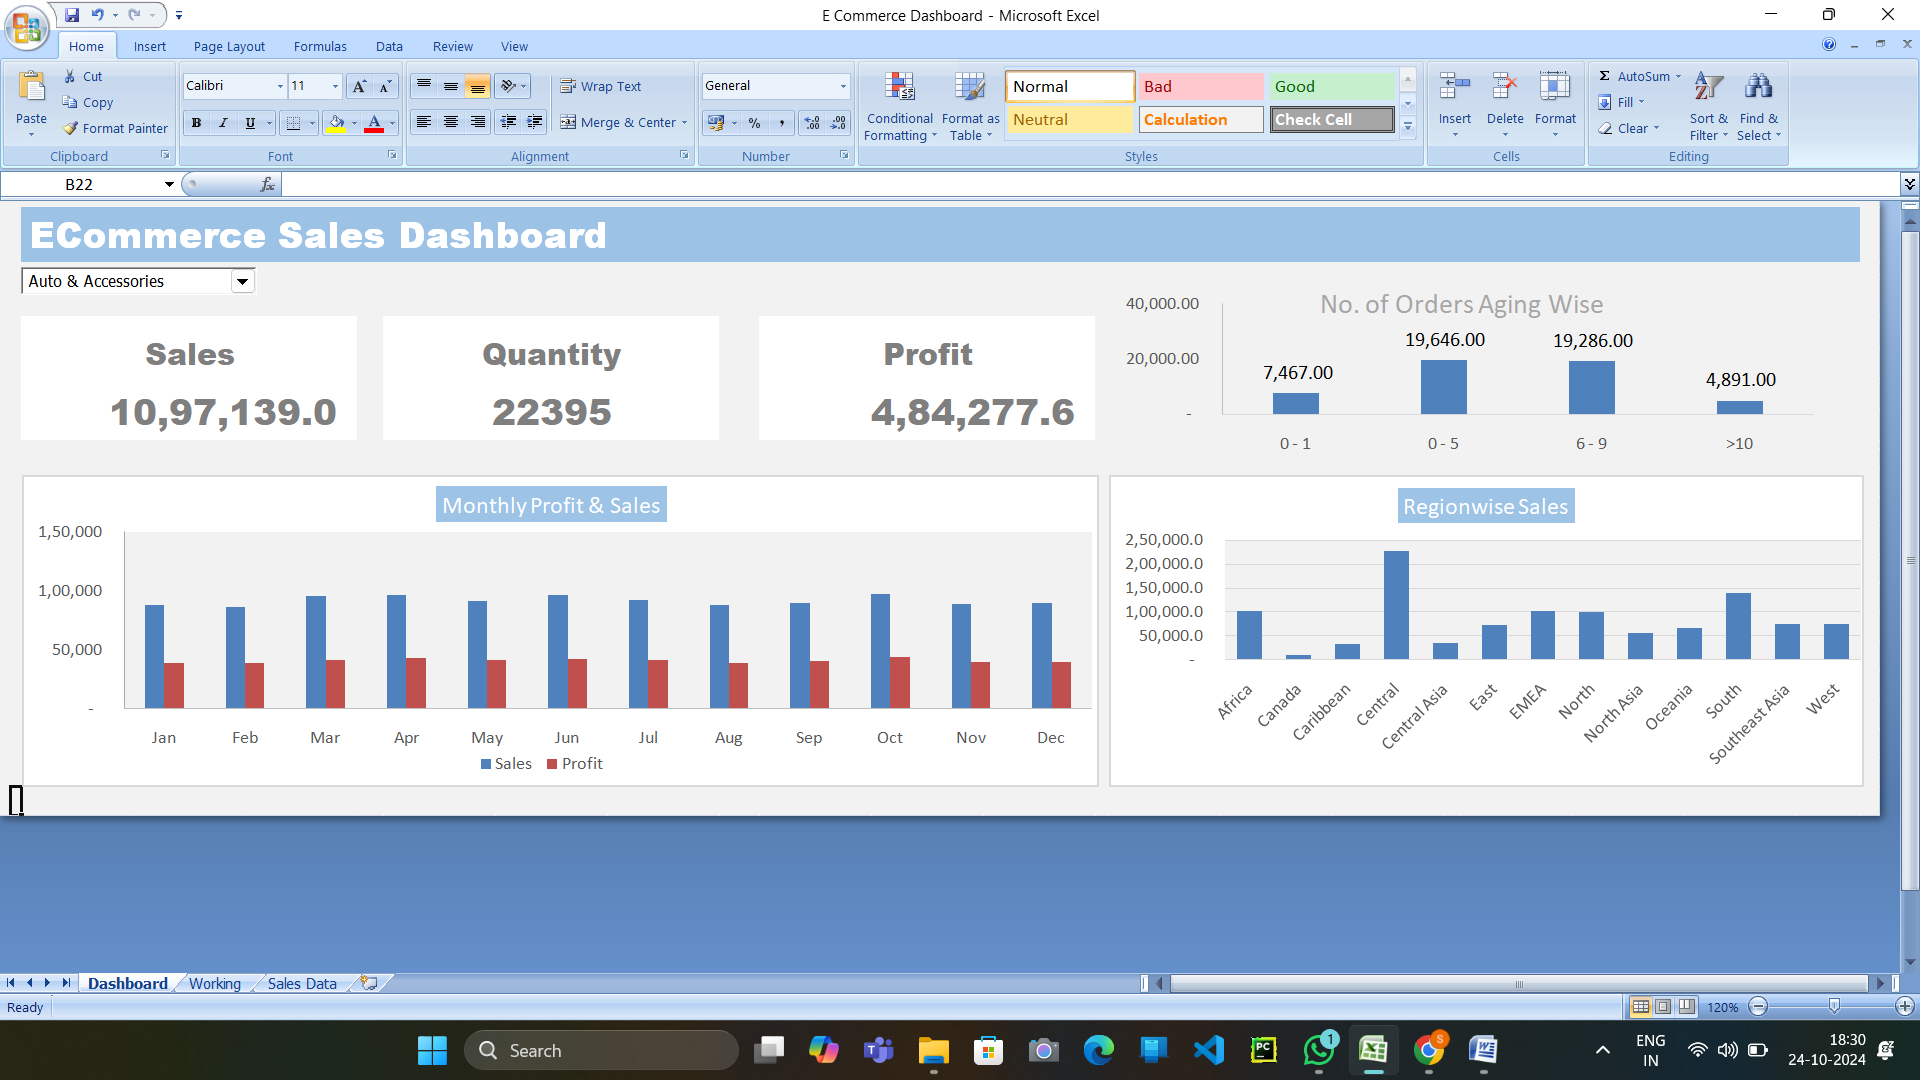 E Commerce Dashboard - Microsoft Excel
Home Insert Page Layout Formulas Data Review View
Paste
Cut
Copy
Format Painter
Clipboard
Calibri 11
B I U
A A
A
Font
Wrap Text
Merge & Center
Alignment
General
% ,
Number
Conditional Formatting
Format as Table
Normal Bad Good
Neutral Calculation Check Cell
Styles
Insert Delete Format
Cells
Σ AutoSum
Fill
Clear
Sort & Filter
Find & Select
Editing
B22 fx
ECommerce Sales Dashboard
Auto & Accessories
Sales
10,97,139.0
Quantity
22395
Profit
4,84,277.6
No. of Orders Aging Wise
40,000.00
20,000.00
-
7,467.00 19,646.00 19,286.00 4,891.00
0 - 1 0 - 5 6 - 9 >10
Monthly Profit & Sales
1,50,000
1,00,000
50,000
-
Jan Feb Mar Apr May Jun Jul Aug Sep Oct Nov Dec
Sales Profit
Regionwise Sales
2,50,000.0
2,00,000.0
1,50,000.0
1,00,000.0
50,000.0
-
Africa Canada Caribbean Central Central Asia East EMEA North North Asia Oceania South Southeast Asia West
Dashboard Working Sales Data
Ready 120%
Search
PC
1
S
ENG
IN
18:30
24-10-2024